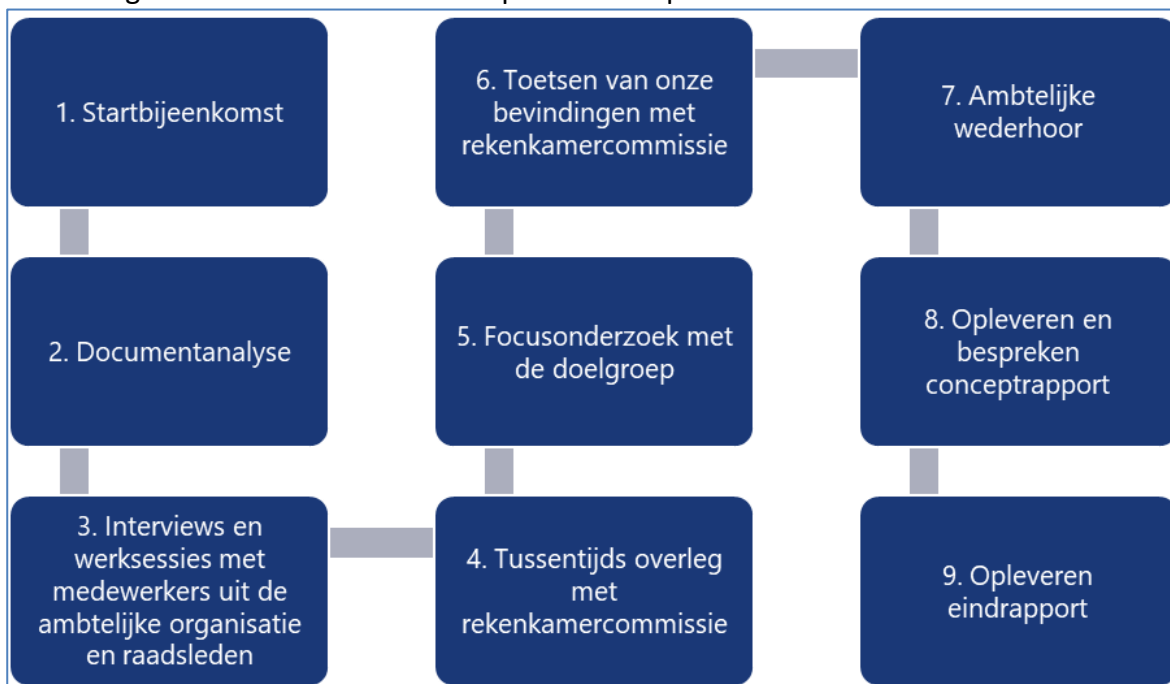 1. Startbijeenkomst
2. Documentanalyse
3. Interviews en
werksessies met
medewerkers uit de
ambtelijke organisatie
en raadsleden
4. Tussentijds overleg
met
rekenkamercommissie
5. Focusonderzoek met
de doelgroep
6. Toetsen van onze
bevindingen met
rekenkamercommissie
7. Ambtelijke
wederhoor
8. Opleveren en
bespreken
conceptrapport
9. Opleveren
eindrapport